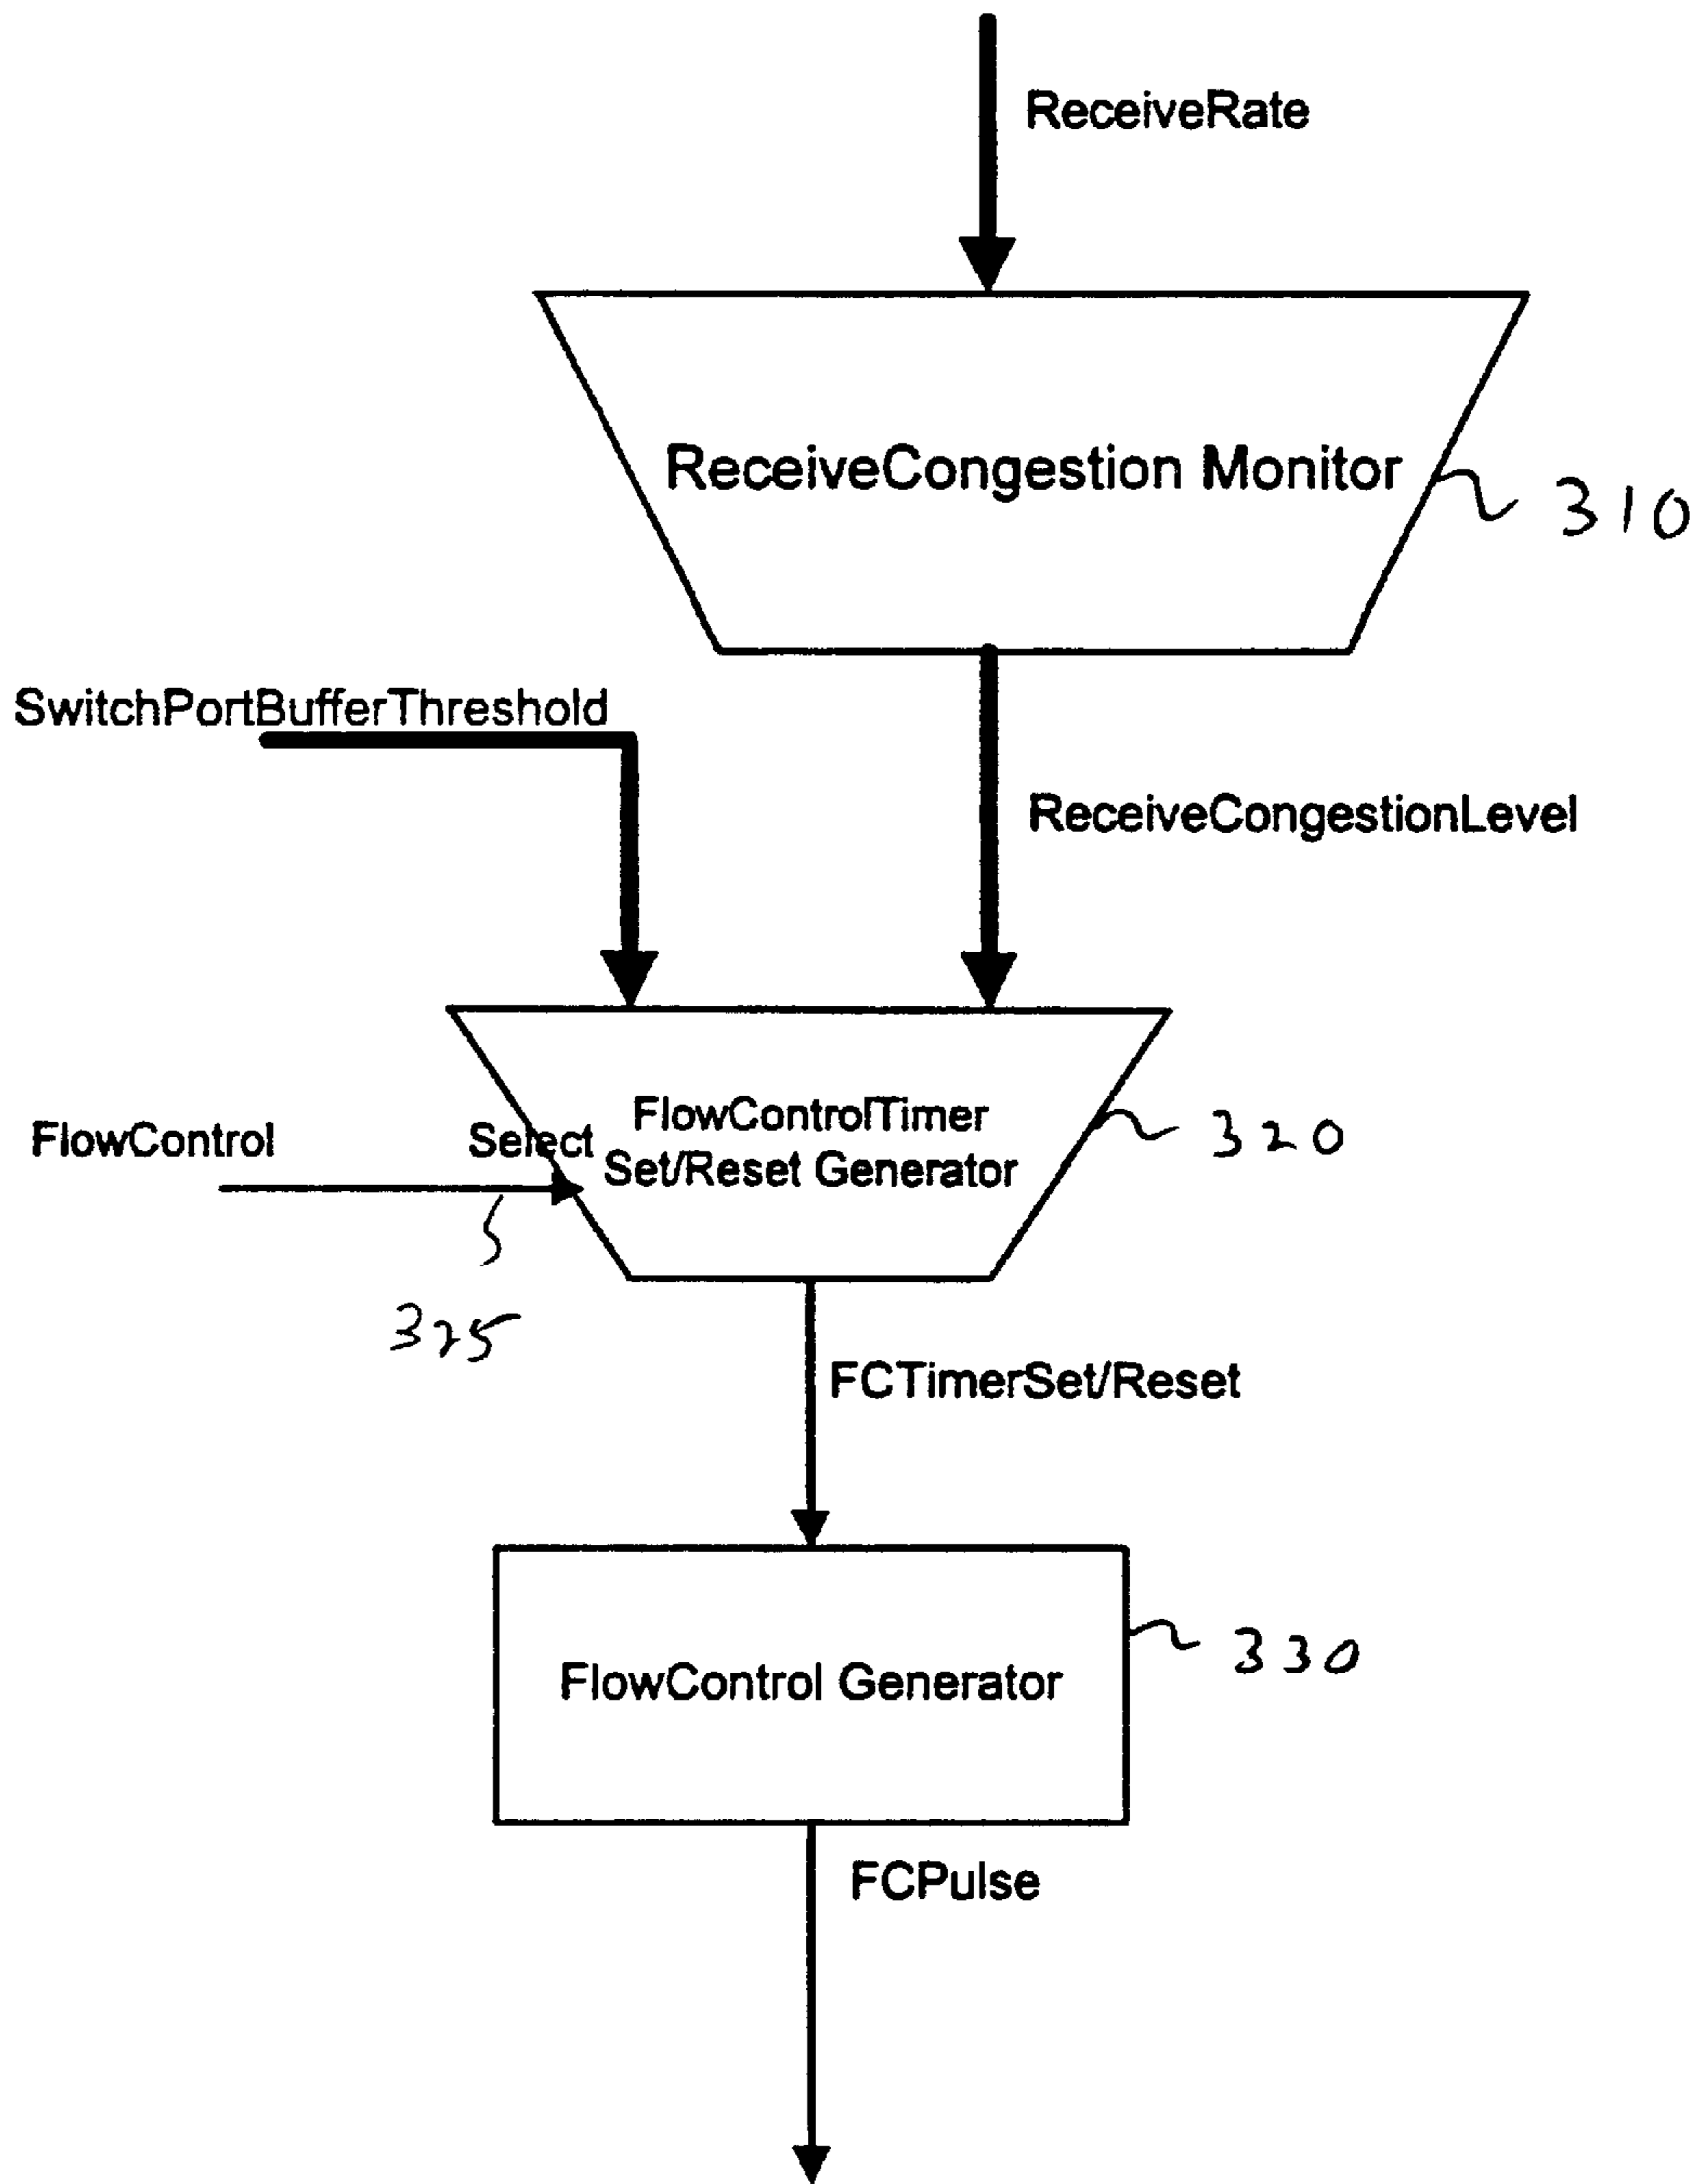 ReceiveRate
ReceiveCongestion Monitor
310
SwitchPortBufferThreshold
ReceiveCongestionLevel
FlowControl
Select
FlowControlTimer
Set/Reset Generator
320
325
FCTimerSet/Reset
FlowControl Generator
330
FCPulse